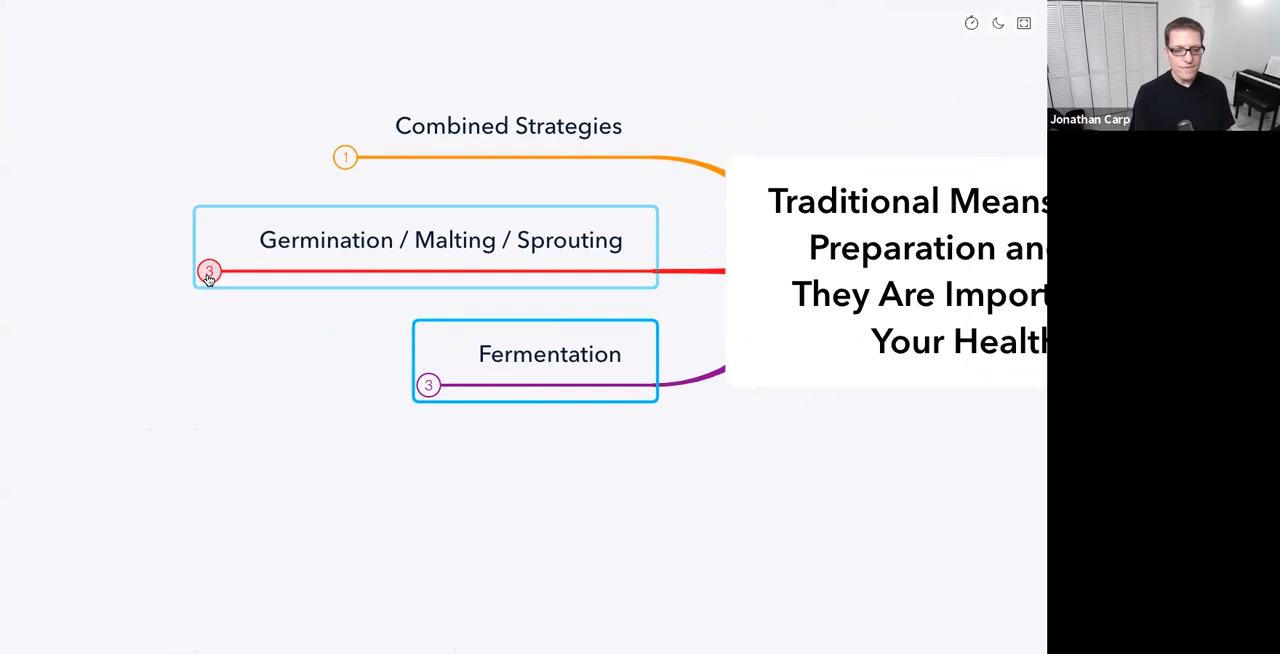 Combined Strategies
1
Germination / Malting / Sprouting
3
Fermentation
3
Traditional Means
Preparation an
They Are Import
Your Health
Jonathan Carp